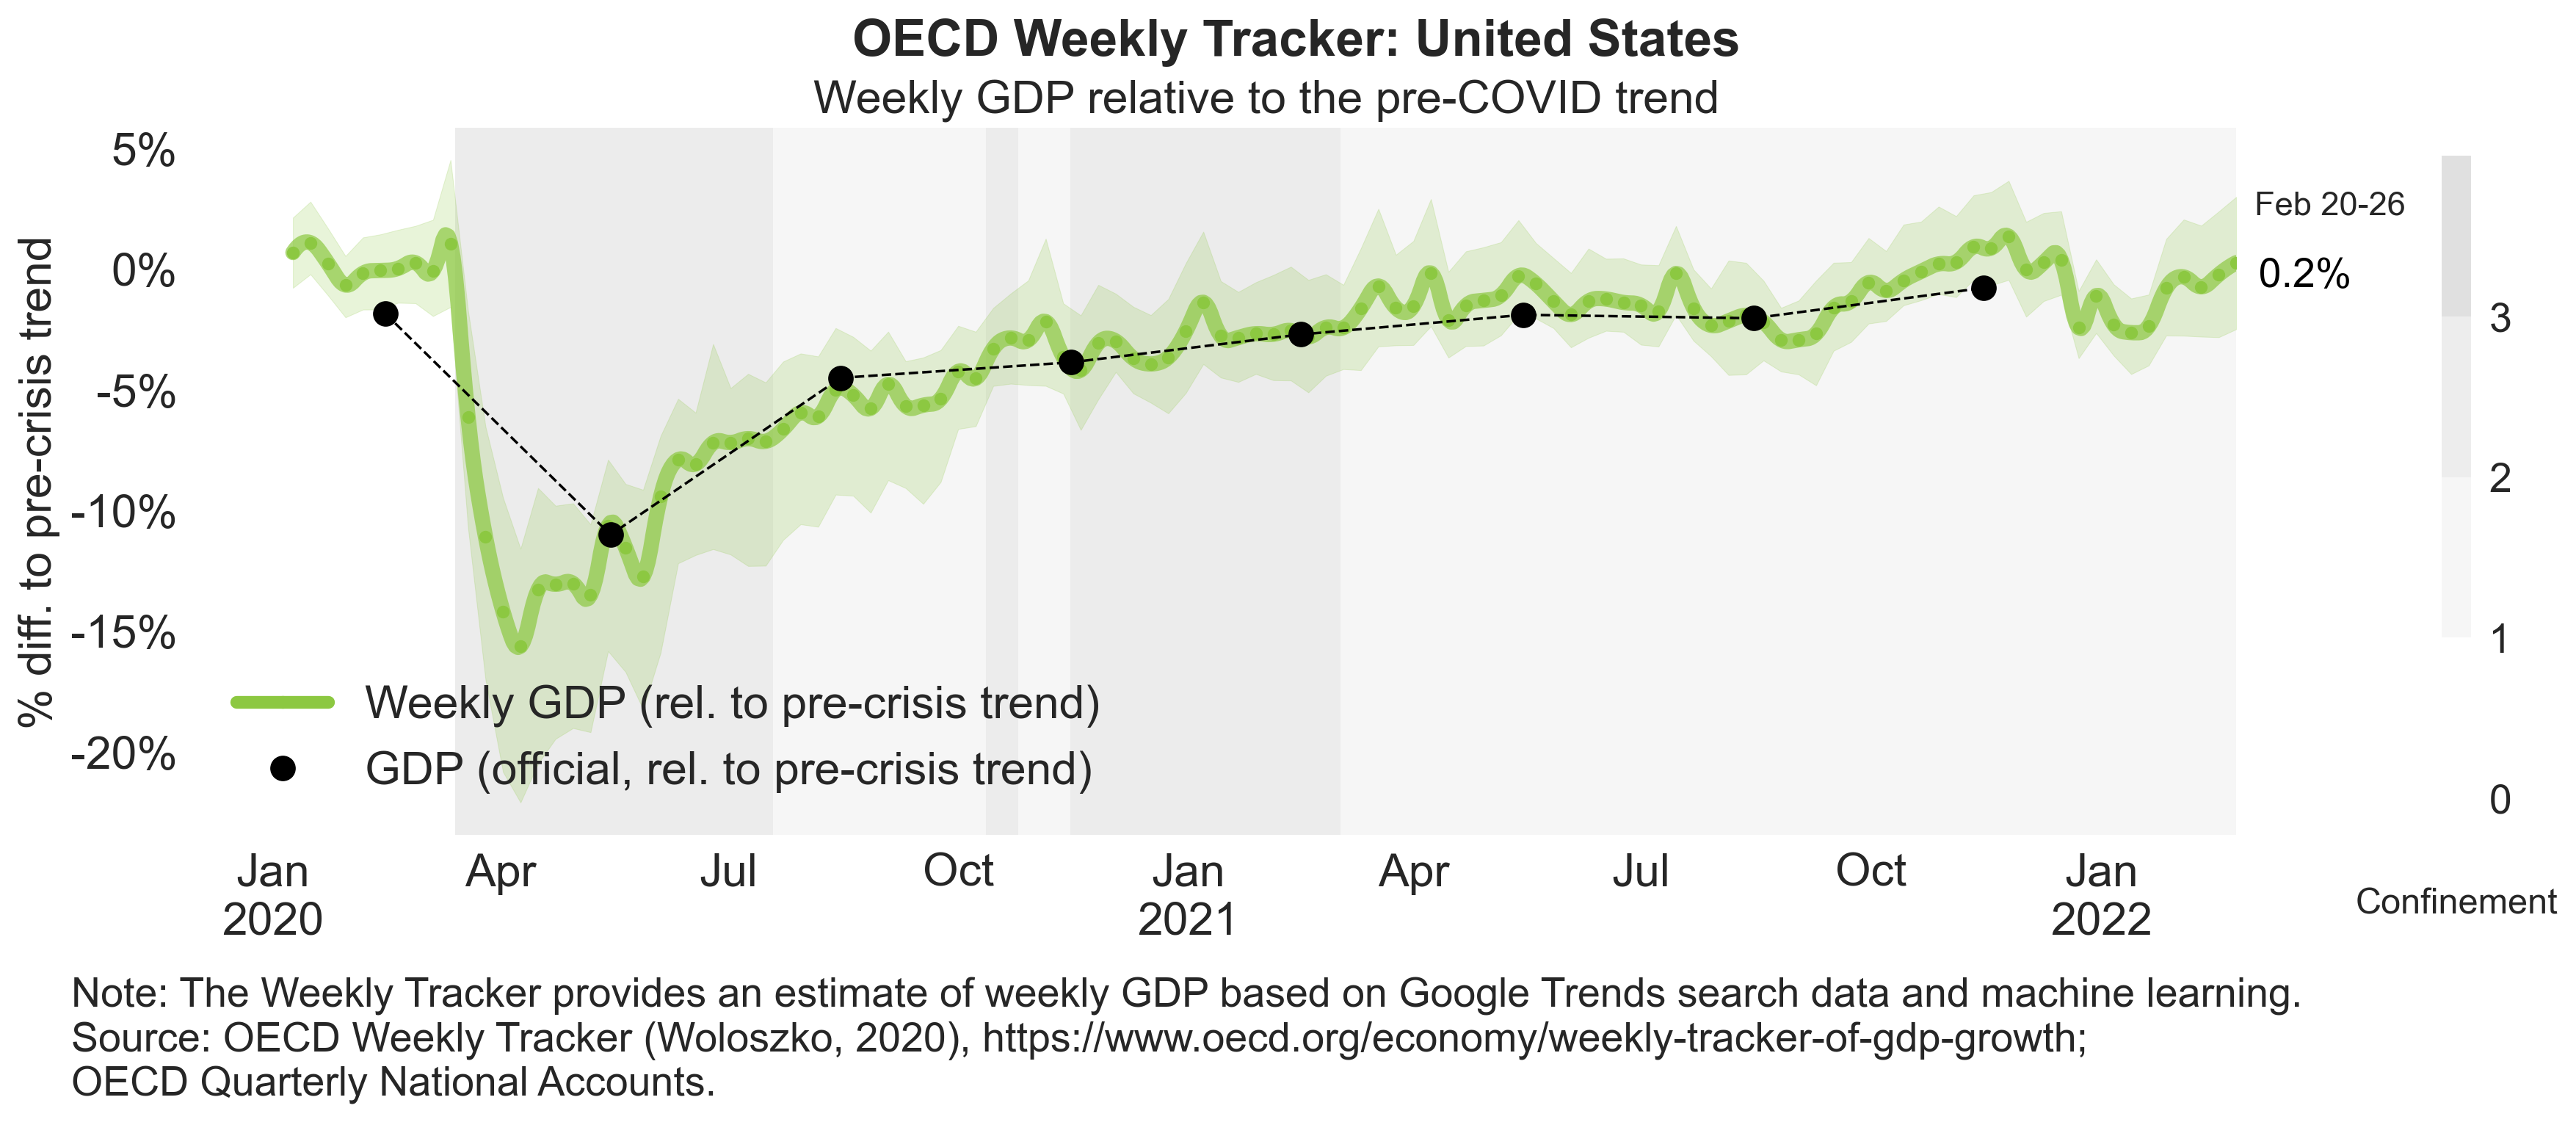 OECD Weekly Tracker: United States
Weekly GDP relative to the pre-COVID trend
% diff. to pre-crisis trend
5%
0%
-5%
-10%
-15%
-20%
Feb 20-26
0.2%
3
2
1
0
Confinement
Weekly GDP (rel. to pre-crisis trend)
GDP (official, rel. to pre-crisis trend)
Jan Apr Jul Oct Jan Apr Jul Oct Jan
2020 2021 2022
Note: The Weekly Tracker provides an estimate of weekly GDP based on Google Trends search data and machine learning.
Source: OECD Weekly Tracker (Woloszko, 2020), https://www.oecd.org/economy/weekly-tracker-of-gdp-growth;
OECD Quarterly National Accounts.